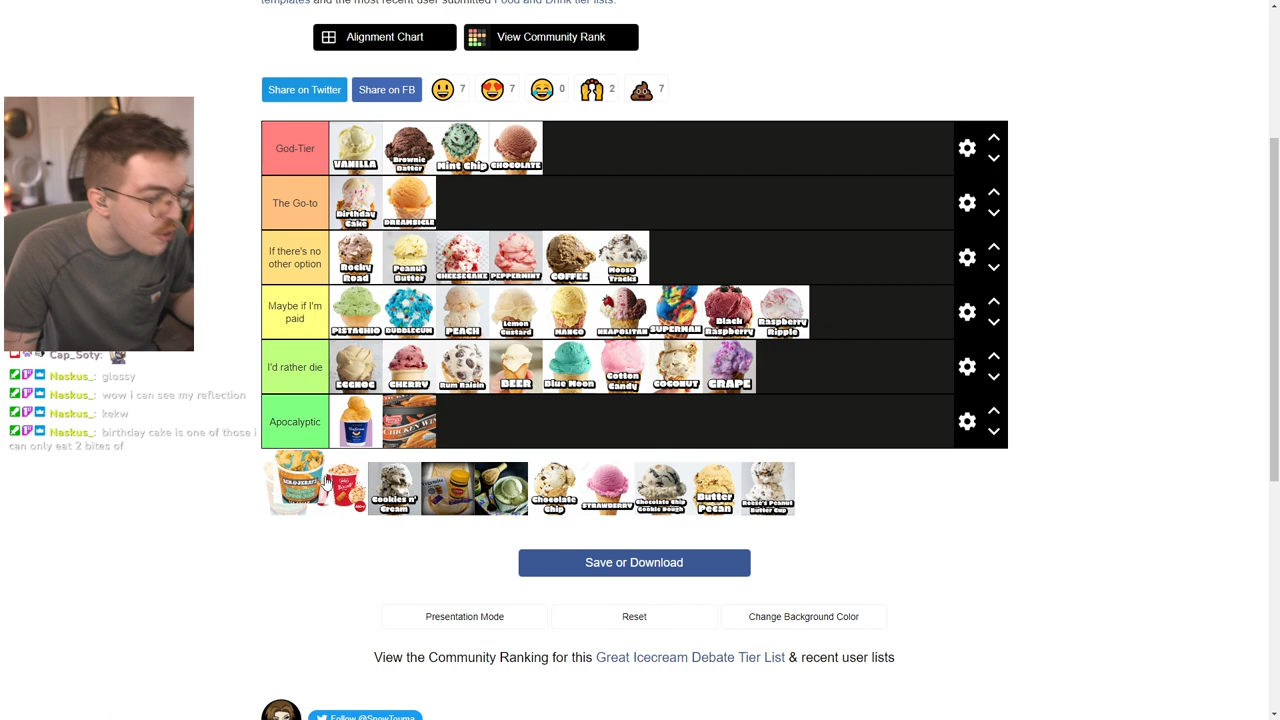 templates and the most recent user submitted Food and Drink tier lists.
Alignment Chart
View Community Rank
Share on Twitter
Share on FB
7
7
0
2
7
God-Tier
VANILLA
Brownie Batter
Mint Chip
CHOCOLATE
The Go-to
Birthday Cake
DREAMSICLE
If there's no other option
Rocky Road
Peanut Butter
CHEESECAKE
PEPPERMINT
COFFEE
Moose Tracks
Maybe if I'm paid
PISTACHIO
BUBBLEGUM
PEACH
Lemon Custard
MANGO
NEAPOLITAN
SUPERMAN
Black Raspberry
Raspberry Ripple
I'd rather die
EGGNOG
CHERRY
Rum Raisin
BEER
Blue Moon
Cotton Candy
COCONUT
GRAPE
Apocalyptic
Cap_Soty:
Naskus_: glossy
Naskus_: wow i can see my reflection
Naskus_: kekw
Naskus_: birthday cake is one of those i
can only eat 2 bites of
BEN & JERRY'S
Cookies n' Cream
Chocolate Chip
STRAWBERRY
Chocolate Chip Cookie Dough
Butter Pecan
Reese's Peanut Butter Cup
Save or Download
Presentation Mode
Reset
Change Background Color
View the Community Ranking for this Great Icecream Debate Tier List & recent user lists
Follow @SnowTouma